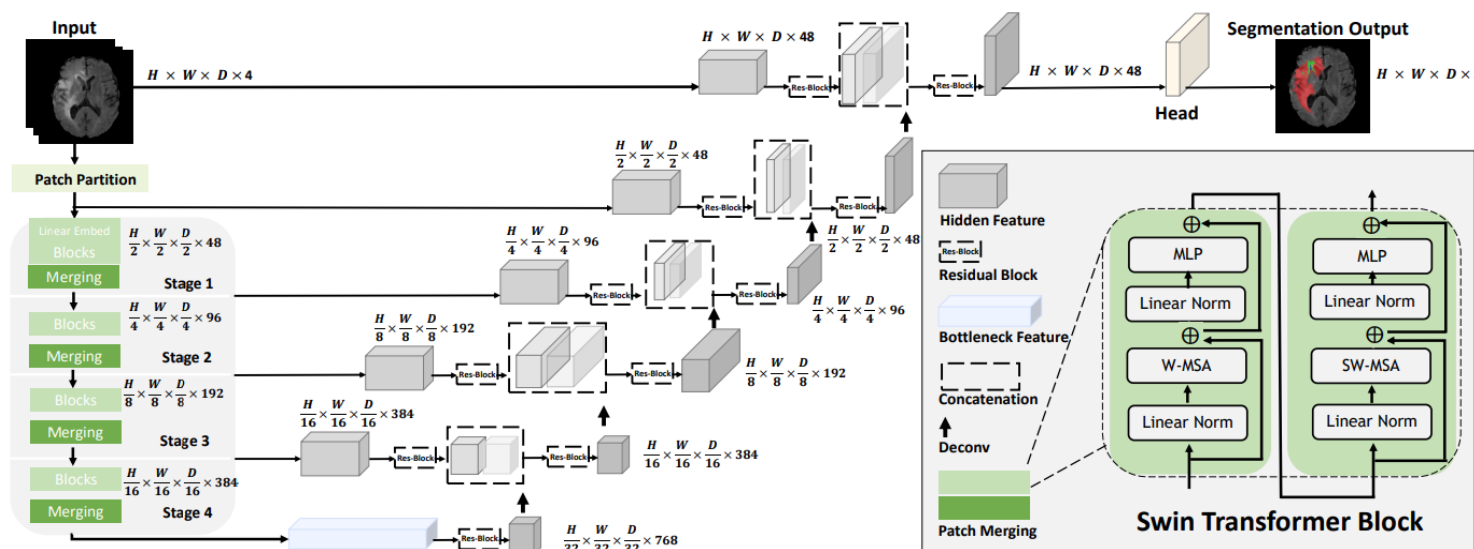 Input
H × W × D × 4
H × W × D × 48
Res-Block
Res-Block
H × W × D × 48
Head
Segmentation Output
H × W × D ×
Patch Partition
H/2 × W/2 × D/2 × 48
Res-Block
Res-Block
H/2 × W/2 × D/2 × 48
Linear Embed
Blocks
H/2 × W/2 × D/2 × 48
Merging
Stage 1
H/4 × W/4 × D/4 × 96
Res-Block
Res-Block
H/4 × W/4 × D/4 × 96
Blocks
H/4 × W/4 × D/4 × 96
Merging
Stage 2
H/8 × W/8 × D/8 × 192
Res-Block
Res-Block
H/8 × W/8 × D/8 × 192
Blocks
H/8 × W/8 × D/8 × 192
Merging
Stage 3
H/16 × W/16 × D/16 × 384
Res-Block
Res-Block
H/16 × W/16 × D/16 × 384
Blocks
H/16 × W/16 × D/16 × 384
Merging
Stage 4
Res-Block
H/32 × W/32 × D/32 × 768
Hidden Feature
Res-Block
Residual Block
Bottleneck Feature
Concatenation
Deconv
Patch Merging
MLP
Linear Norm
W-MSA
Linear Norm
MLP
Linear Norm
SW-MSA
Linear Norm
Swin Transformer Block